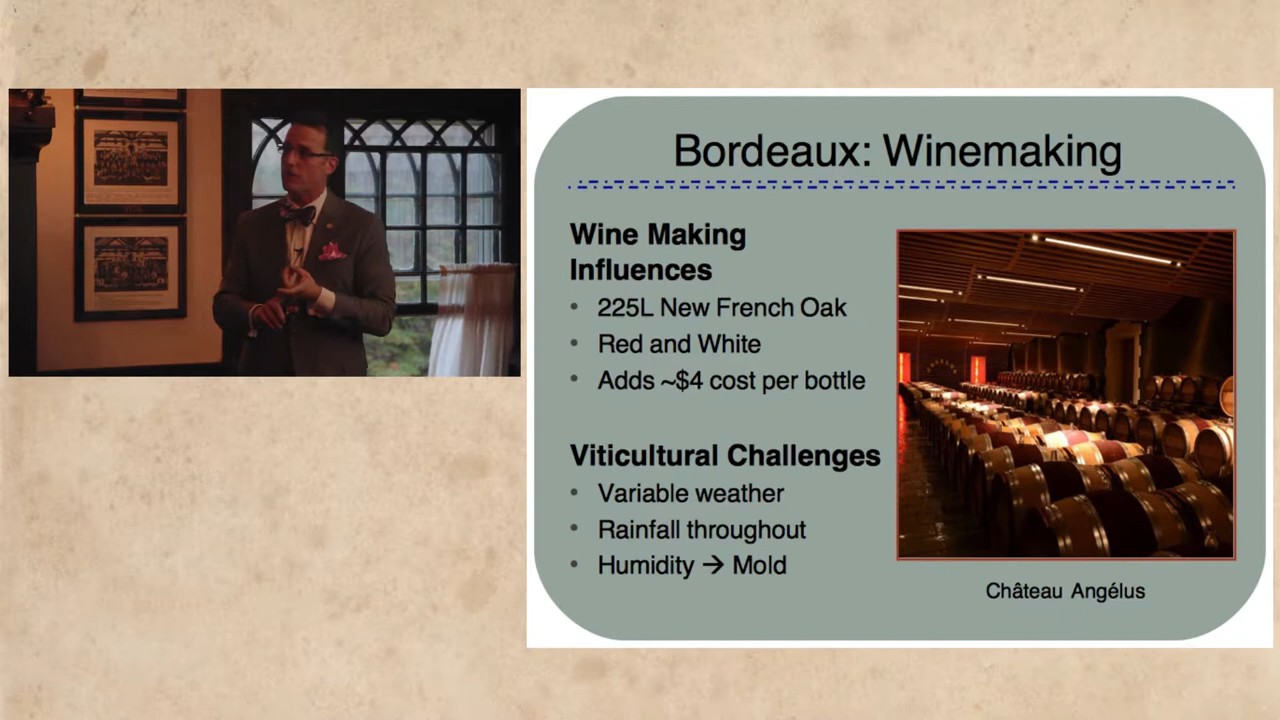 Bordeaux: Winemaking
Wine Making
Influences
• 225L New French Oak
• Red and White
• Adds ~$4 cost per bottle
Viticultural Challenges
• Variable weather
• Rainfall throughout
• Humidity → Mold
Château Angélus